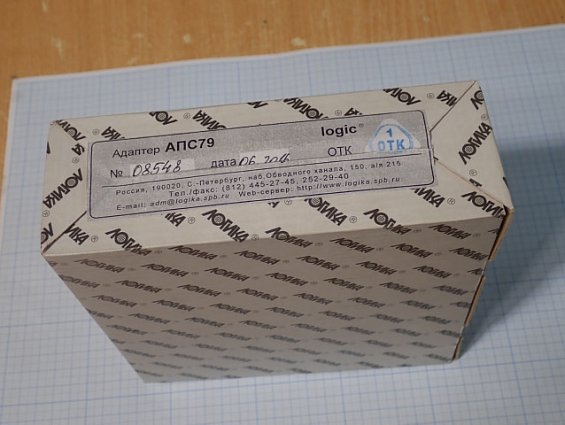 Адаптер АПС79 logic®
№ 08548 дата 06. ОТК 1 ОТК
Россия, 190020, С.-Петербург, наб.Обводного канала, 150, а/я 215
Тел./факс: (812) 445-27-45, 252-29-40
E-mail: adm@logika.spb.ru Web-сервер: http://www.logika.spb.ru
ЛОГИКА ®